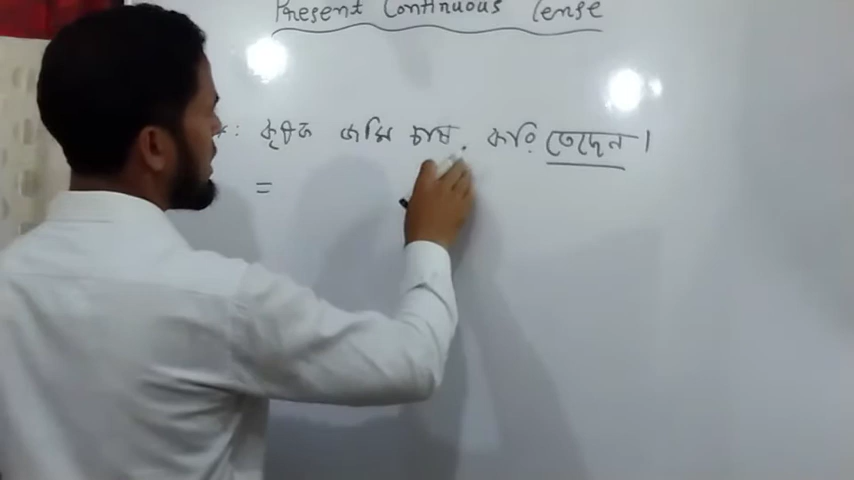 Present Continuous Tense
*: কৃষক জমি চাষ করিতেছেন।
=